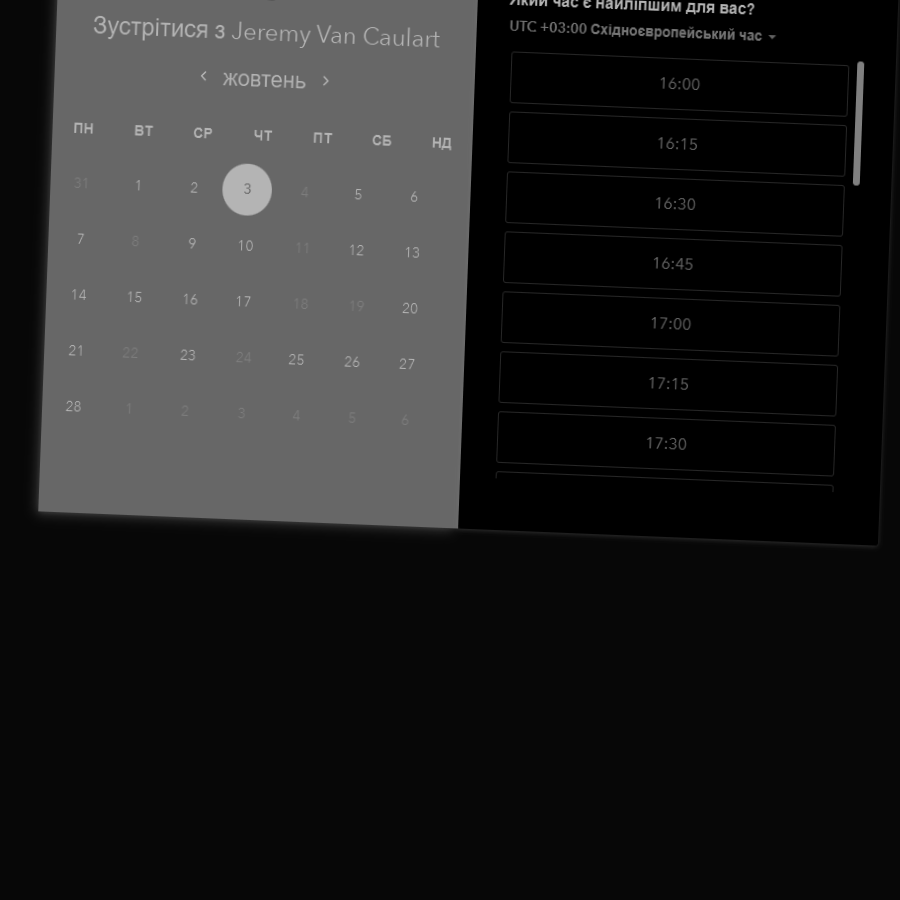 Зустрітися з Jeremy Van Caulart
жовтень
ПН ВТ СР ЧТ ПТ СБ НД
31 1 2 3 4 5 6
7 8 9 10 11 12 13
14 15 16 17 18 19 20
21 22 23 24 25 26 27
28 1 2 3 4 5 6
Який час є найліпшим для вас?
UTC +03:00 Східноєвропейський час
16:00
16:15
16:30
16:45
17:00
17:15
17:30